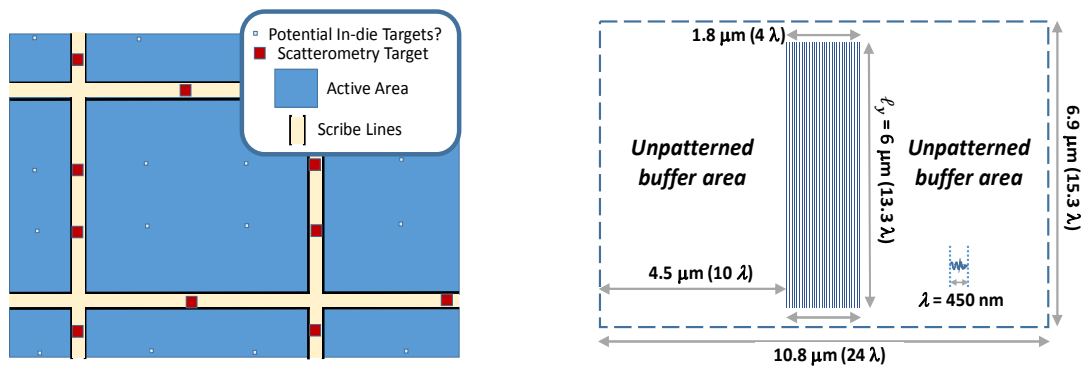 Potential In-die Targets?
Scatterometry Target
Active Area
Scribe Lines
1.8 μm (4 λ)
Unpatterned
buffer area
ℓy = 6 μm (13.3 λ)
Unpatterned
buffer area
6.9 μm (15.3 λ)
4.5 μm (10 λ)
λ = 450 nm
10.8 μm (24 λ)